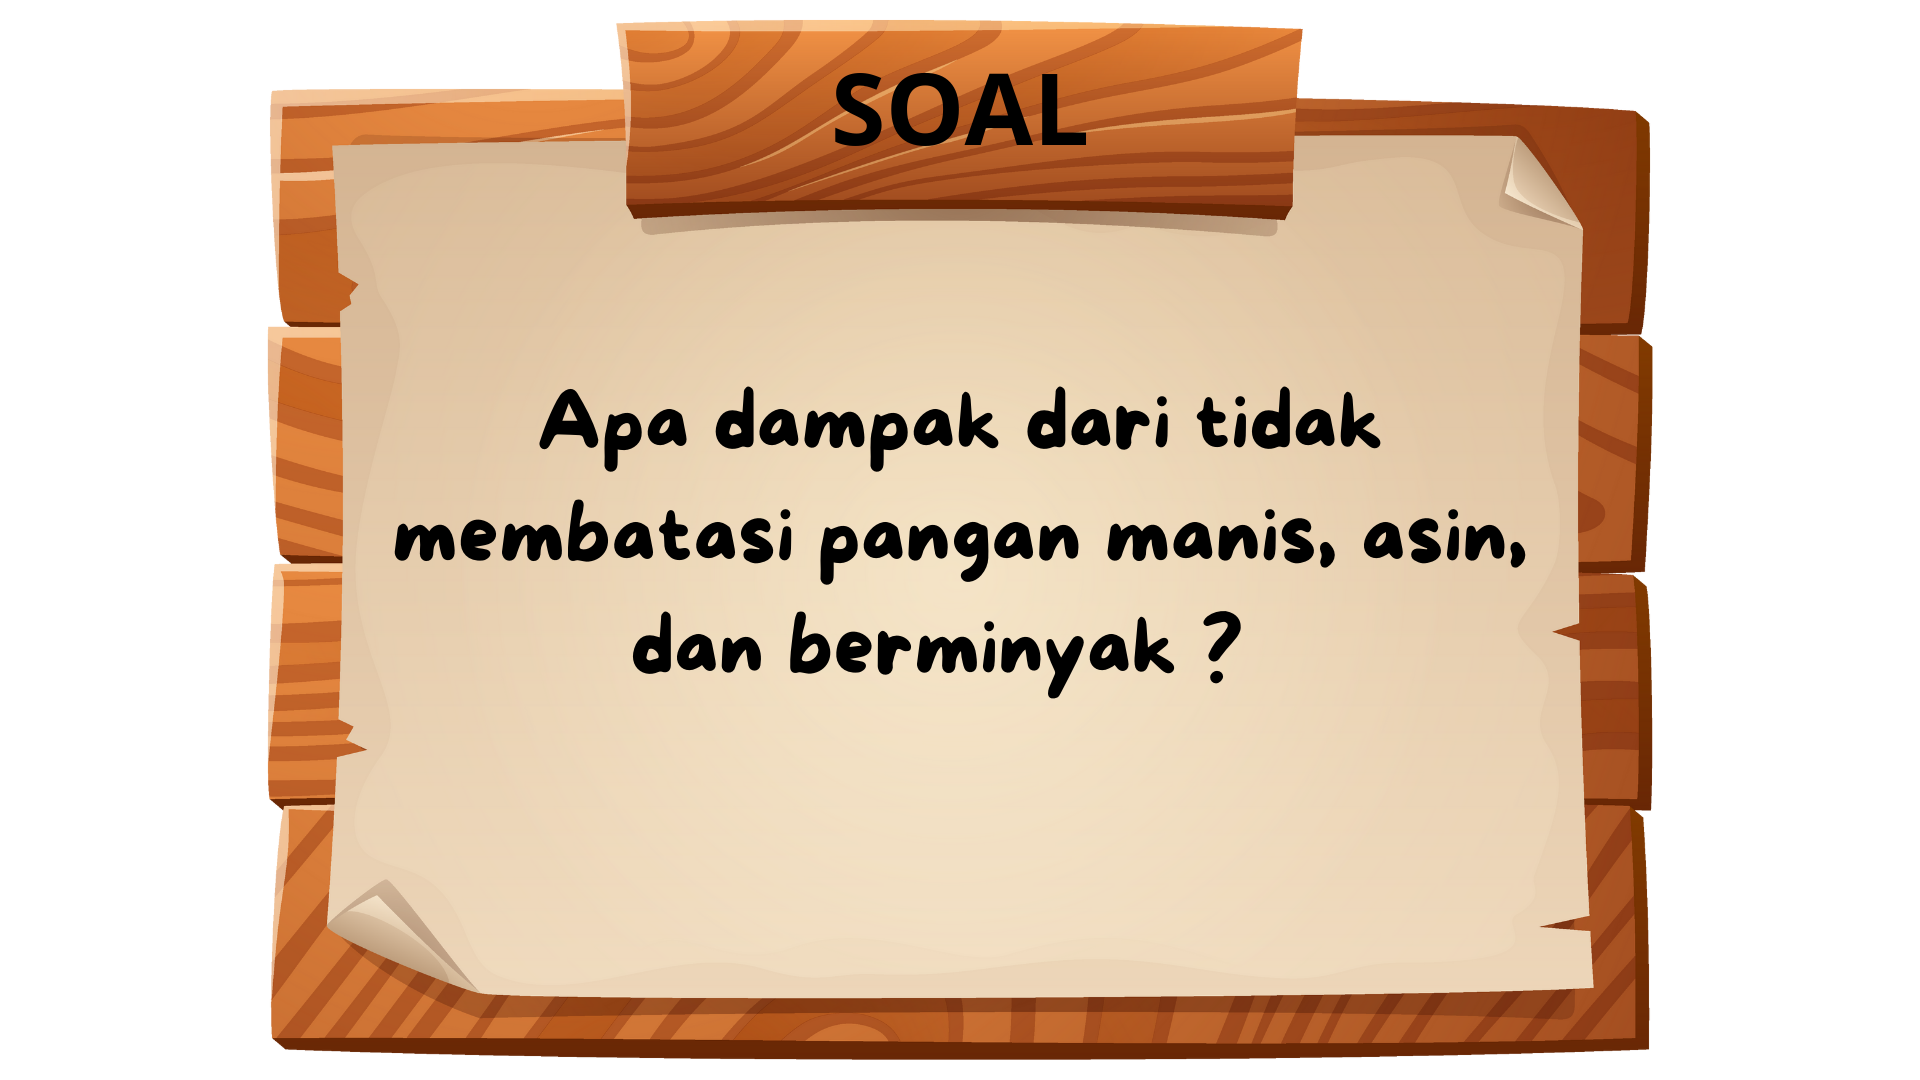 SOAL
Apa dampak dari tidak
membatasi pangan manis, asin,
dan berminyak ?